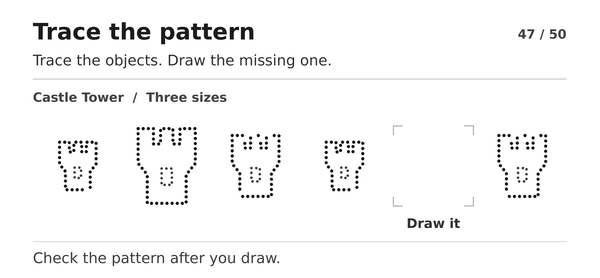 Trace the pattern
47 / 50
Trace the objects. Draw the missing one.
Castle Tower / Three sizes
Draw it
Check the pattern after you draw.